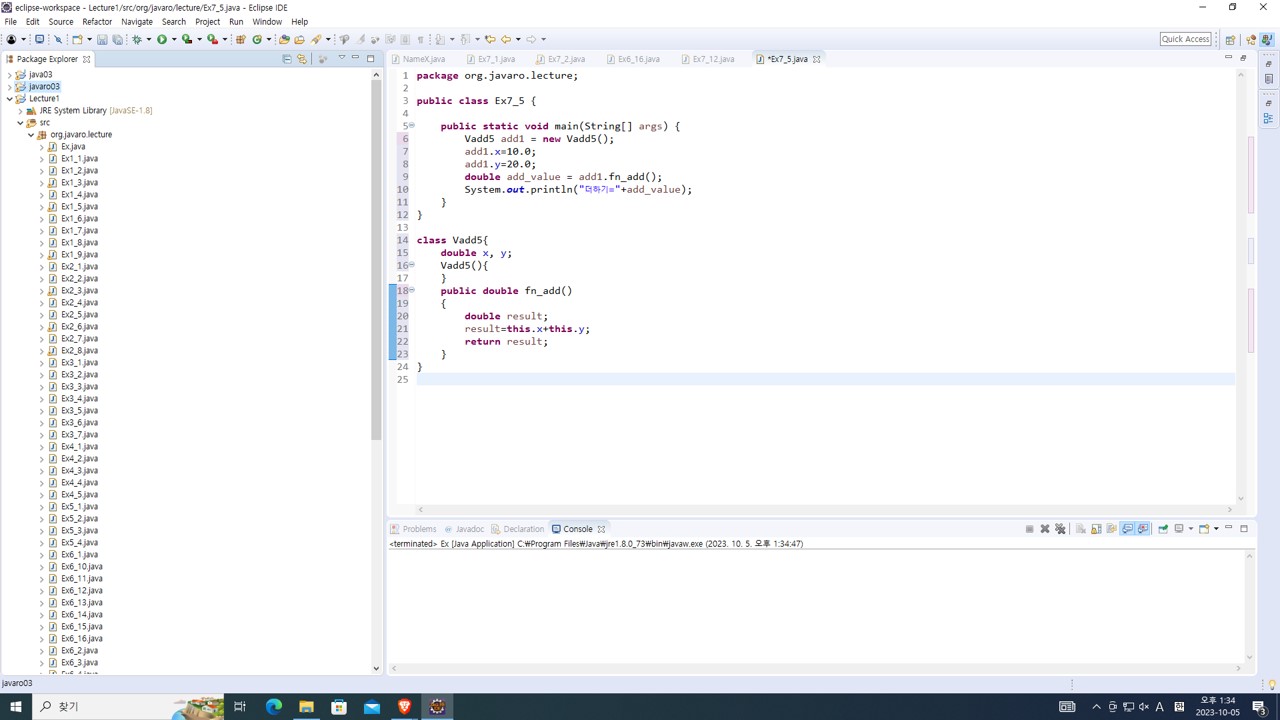 eclipse-workspace - Lecture1/src/org/javaro/lecture/Ex7_5.java - Eclipse IDE
File Edit Source Refactor Navigate Search Project Run Window Help
Quick Access
Package Explorer
java03
javaro03
Lecture1
JRE System Library [JavaSE-1.8]
src
org.javaro.lecture
Ex.java
Ex1_1.java
Ex1_2.java
Ex1_3.java
Ex1_4.java
Ex1_5.java
Ex1_6.java
Ex1_7.java
Ex1_8.java
Ex1_9.java
Ex2_1.java
Ex2_2.java
Ex2_3.java
Ex2_4.java
Ex2_5.java
Ex2_6.java
Ex2_7.java
Ex2_8.java
Ex3_1.java
Ex3_2.java
Ex3_3.java
Ex3_4.java
Ex3_5.java
Ex3_6.java
Ex3_7.java
Ex4_1.java
Ex4_2.java
Ex4_3.java
Ex4_4.java
Ex4_5.java
Ex5_1.java
Ex5_2.java
Ex5_3.java
Ex5_4.java
Ex6_1.java
Ex6_10.java
Ex6_11.java
Ex6_12.java
Ex6_13.java
Ex6_14.java
Ex6_15.java
Ex6_16.java
Ex6_2.java
Ex6_3.java
NameX.java Ex7_1.java Ex7_2.java Ex6_16.java Ex7_12.java *Ex7_5.java
1 package org.javaro.lecture;
2
3 public class Ex7_5 {
4
5 public static void main(String[] args) {
6 Vadd5 add1 = new Vadd5();
7 add1.x=10.0;
8 add1.y=20.0;
9 double add_value = add1.fn_add();
10 System.out.println("더하기="+add_value);
11 }
12 }
13
14 class Vadd5{
15 double x, y;
16 Vadd5(){
17 }
18 public double fn_add()
19 {
20 double result;
21 result=this.x+this.y;
22 return result;
23 }
24 }
25
Problems Javadoc Declaration Console
<terminated> Ex [Java Application] C:₩Program Files₩Java₩jre1.8.0_73₩bin₩javaw.exe (2023. 10. 5. 오후 1:34:47)
javaro03
찾기
A
오후 1:34
2023-10-05
3